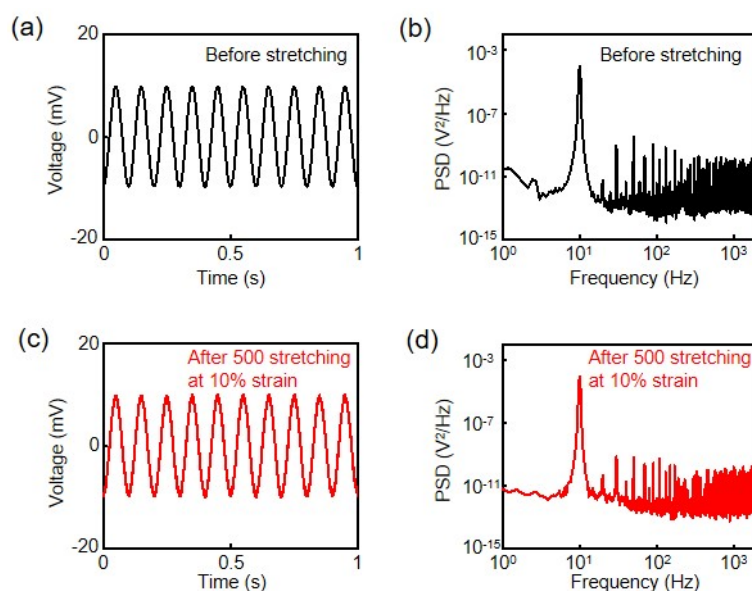 (a)
20
Before stretching
Voltage (mV)
0
-20
0
0.5
1
Time (s)
(b)
10⁻³
Before stretching
PSD (V²/Hz)
10⁻⁷
10⁻¹¹
10⁻¹⁵
10⁰
10¹
10²
10³
Frequency (Hz)
(c)
20
After 500 stretching
at 10% strain
Voltage (mV)
0
-20
0
0.5
1
Time (s)
(d)
10⁻³
After 500 stretching
at 10% strain
PSD (V²/Hz)
10⁻⁷
10⁻¹¹
10⁻¹⁵
10⁰
10¹
10²
10³
Frequency (Hz)